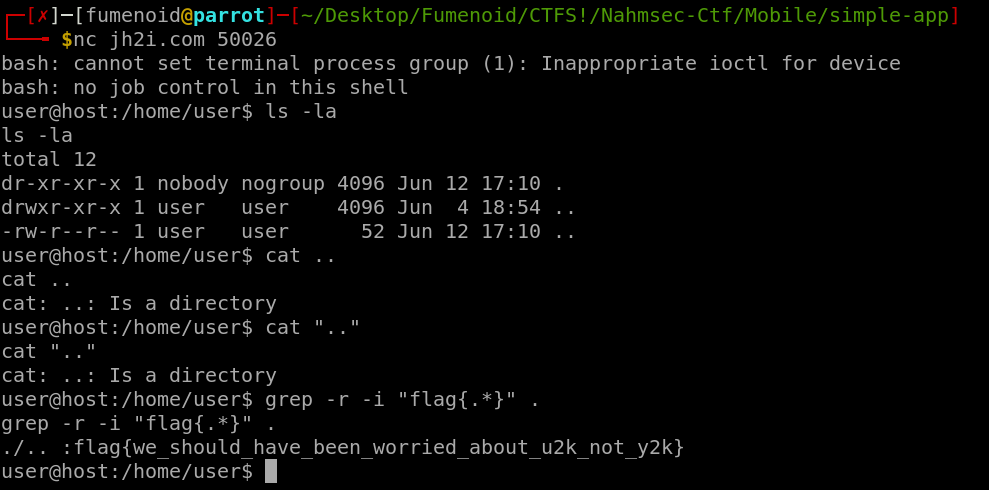 ┌─[✗]─[fumenoid@parrot]─[~/Desktop/Fumenoid/CTFS!/Nahmsec-Ctf/Mobile/simple-app]
└──╼ $nc jh2i.com 50026
bash: cannot set terminal process group (1): Inappropriate ioctl for device
bash: no job control in this shell
user@host:/home/user$ ls -la
ls -la
total 12
dr-xr-xr-x 1 nobody nogroup 4096 Jun 12 17:10 .
drwxr-xr-x 1 user   user    4096 Jun  4 18:54 ..
-rw-r--r-- 1 user   user      52 Jun 12 17:10 ..
user@host:/home/user$ cat ..
cat ..
cat: ..: Is a directory
user@host:/home/user$ cat ".."
cat ".."
cat: ..: Is a directory
user@host:/home/user$ grep -r -i "flag{.*}" .
grep -r -i "flag{.*}" .
./.. :flag{we_should_have_been_worried_about_u2k_not_y2k}
user@host:/home/user$